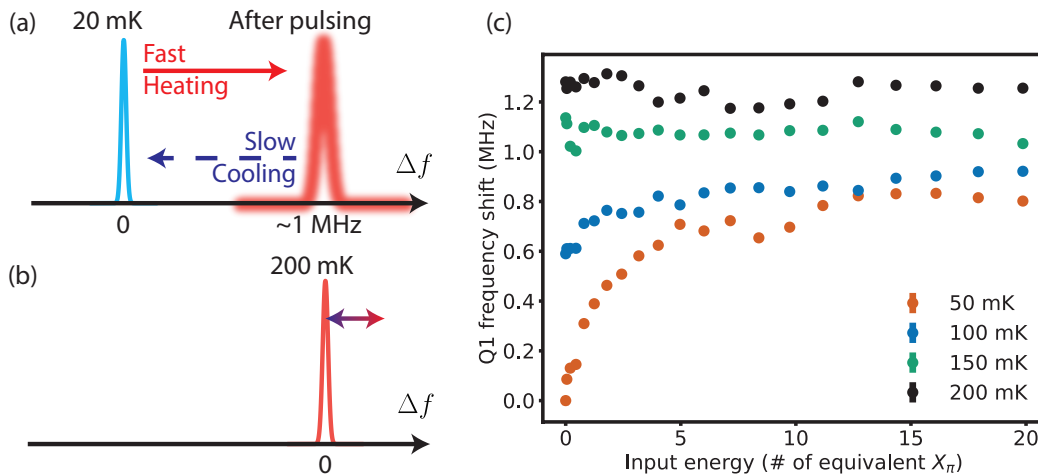 (a)
20 mK
After pulsing
Fast
Heating
Slow
Cooling
Δf
0
~1 MHz
(b)
200 mK
Δf
0
(c)
Q1 frequency shift (MHz)
1.2
1.0
0.8
0.6
0.4
0.2
0.0
50 mK
100 mK
150 mK
200 mK
0 5 10 15 20
Input energy (# of equivalent Xπ)